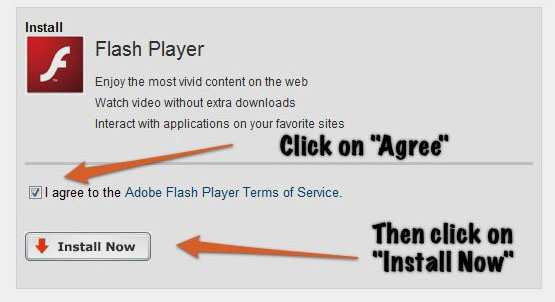 Install
Flash Player
Enjoy the most vivid content on the web
Watch video without extra downloads
Interact with applications on your favorite sites
Click on "Agree"
I agree to the Adobe Flash Player Terms of Service.
Install Now
Then click on
"Install Now"